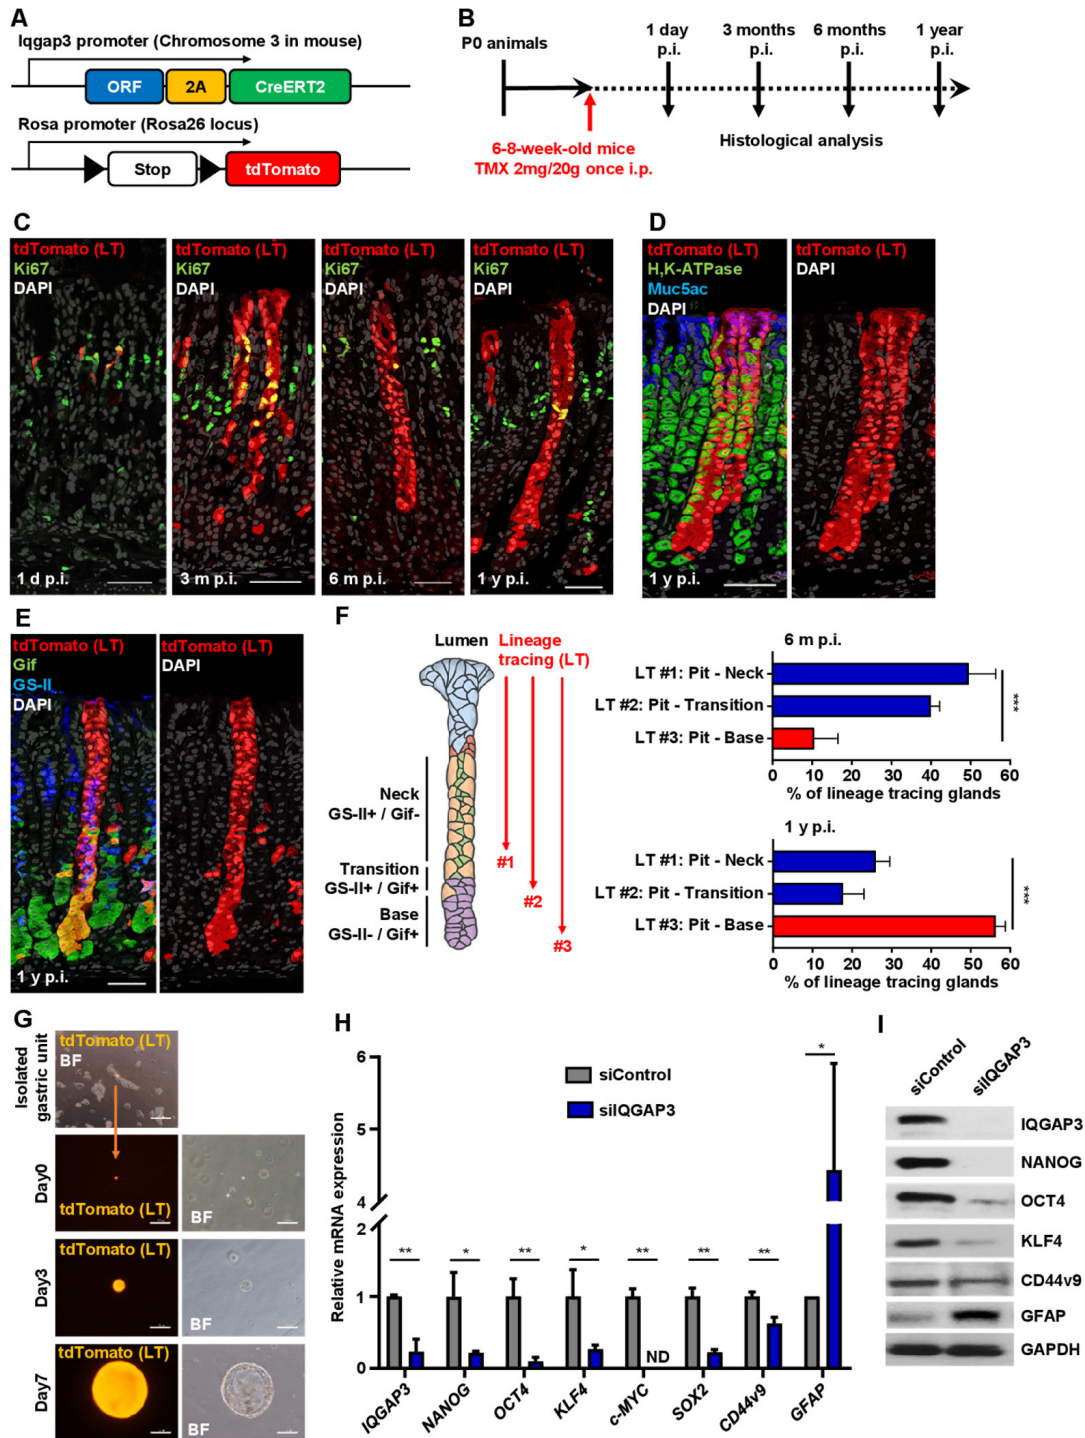 A
Iqgap3 promoter (Chromosome 3 in mouse)
ORF
2A
CreERT2
Rosa promoter (Rosa26 locus)
Stop
tdTomato
B
P0 animals
1 day
p.i.
3 months
p.i.
6 months
p.i.
1 year
p.i.
6-8-week-old mice
TMX 2mg/20g once i.p.
Histological analysis
C
tdTomato (LT)
Ki67
DAPI
1 d p.i.
tdTomato (LT)
Ki67
DAPI
3 m p.i.
tdTomato (LT)
Ki67
DAPI
6 m p.i.
tdTomato (LT)
Ki67
DAPI
1 y p.i.
D
tdTomato (LT)
H,K-ATPase
Muc5ac
DAPI
1 y p.i.
tdTomato (LT)
DAPI
E
tdTomato (LT)
Gif
GS-II
DAPI
1 y p.i.
tdTomato (LT)
DAPI
F
Lumen
Lineage
tracing (LT)
Neck
GS-II+ / Gif-
Transition
GS-II+ / Gif+
Base
GS-II- / Gif+
#1
#2
#3
6 m p.i.
LT #1: Pit - Neck
LT #2: Pit - Transition
LT #3: Pit - Base
***
0 10 20 30 40 50 60
% of lineage tracing glands
1 y p.i.
LT #1: Pit - Neck
LT #2: Pit - Transition
LT #3: Pit - Base
***
0 10 20 30 40 50 60
% of lineage tracing glands
G
Isolated
gastric unit
tdTomato (LT)
BF
Day0
tdTomato (LT)
BF
Day3
tdTomato (LT)
BF
Day7
tdTomato (LT)
BF
H
Relative mRNA expression
6
5
4
2
1
0
siControl
siIQGAP3
**
*
**
*
**
**
**
*
ND
IQGAP3
NANOG
OCT4
KLF4
c-MYC
SOX2
CD44v9
GFAP
I
siControl
siIQGAP3
IQGAP3
NANOG
OCT4
KLF4
CD44v9
GFAP
GAPDH